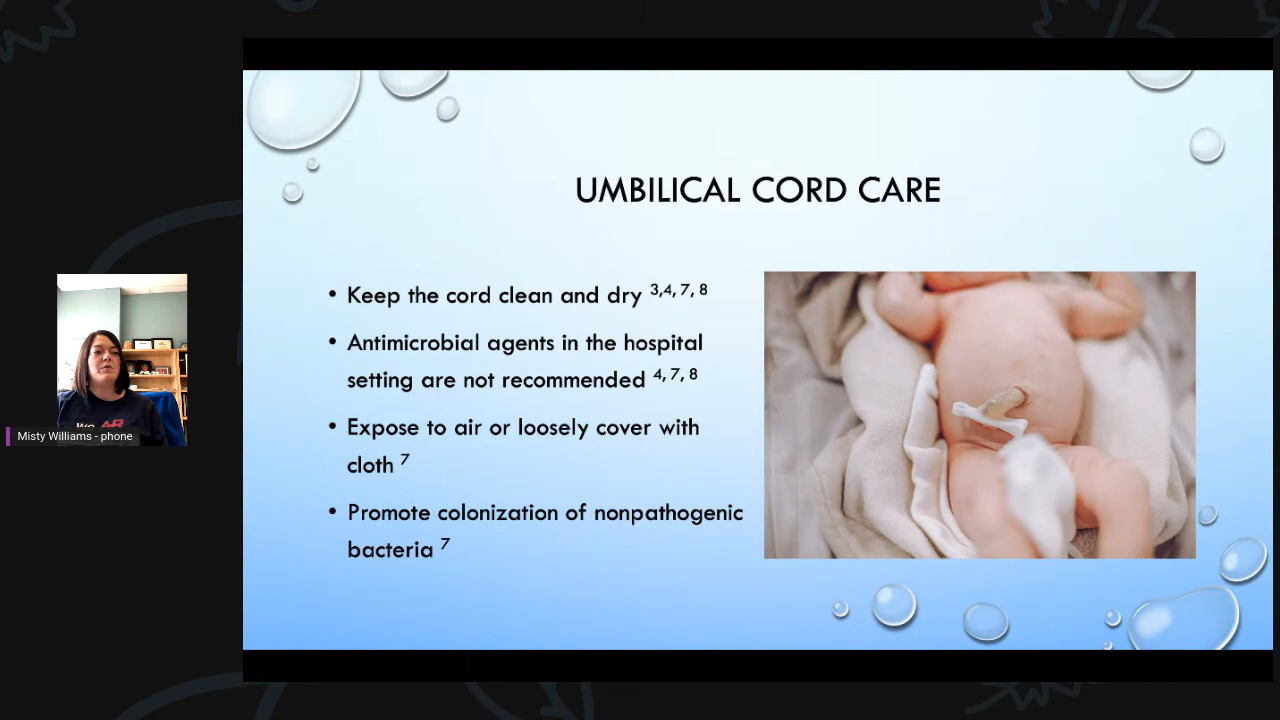 UMBILICAL CORD CARE
• Keep the cord clean and dry 3,4, 7, 8
• Antimicrobial agents in the hospital
setting are not recommended 4, 7, 8
• Expose to air or loosely cover with
cloth 7
• Promote colonization of nonpathogenic
bacteria 7
We AR
Misty Williams - phone